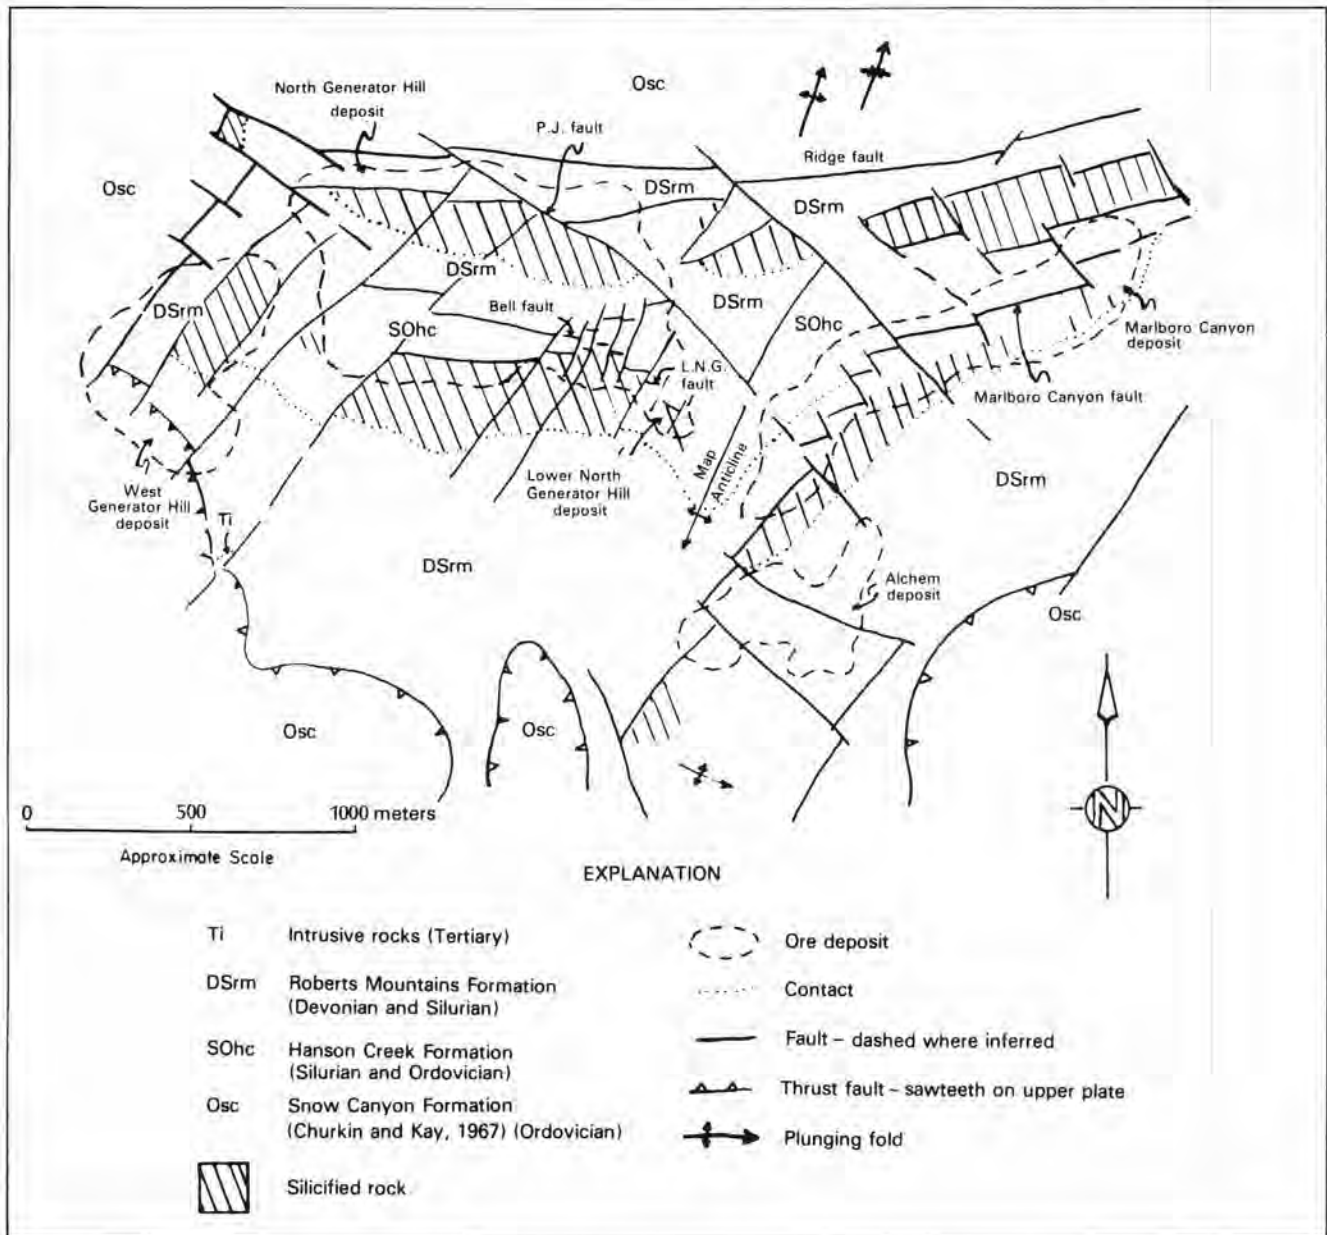 Osc
North Generator Hill
deposit
P.J. fault
Ridge fault
Osc
DSrm
DSrm
DSrm
Bell fault
DSrm
DSrm
SOhc
SOhc
Marlboro Canyon
deposit
L.N.G.
fault
Marlboro Canyon fault
Map
Anticline
West
Generator Hill
deposit
Lower North
Generator Hill
deposit
DSrm
Ti
DSrm
Alchem
deposit
Osc
Osc
Osc
N
0 500 1000 meters
Approximate Scale
EXPLANATION
Ti Intrusive rocks (Tertiary)
DSrm Roberts Mountains Formation
(Devonian and Silurian)
SOhc Hanson Creek Formation
(Silurian and Ordovician)
Osc Snow Canyon Formation
(Churkin and Kay, 1967) (Ordovician)
Silicified rock
Ore deposit
Contact
Fault – dashed where inferred
Thrust fault – sawteeth on upper plate
Plunging fold